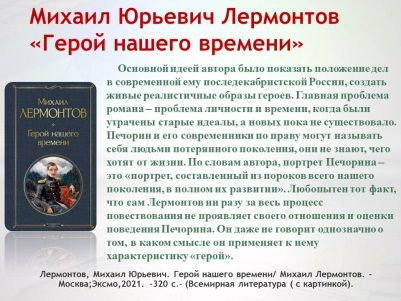 Михаил Юрьевич Лермонтов
«Герой нашего времени»
Основной идеей автора было показать положение дел
в современной ему последекабристской России, создать
живые реалистичные образы героев. Главная проблема
романа – проблема личности и времени, когда были
утрачены старые идеалы, а новых пока не существовало.
Печорин и его современники по праву могут называть
себя людьми потерянного поколения, они не знают, чего
хотят от жизни. По словам автора, портрет Печорина –
это «портрет, составленный из пороков всего нашего
поколения, в полном их развитии». Любопытен тот факт,
что сам Лермонтов ни разу за весь процесс
повествования не проявляет своего отношения и оценки
поведения Печорина. Он даже не говорит однозначно о
том, в каком смысле он применяет к нему
характеристику «герой».
Михаил
ЛЕРМОНТОВ
Герой нашего
времени
Лермонтов, Михаил Юрьевич. Герой нашего времени/ Михаил Лермонтов. –
Москва;Эксмо,2021. -320 с.- (Всемирная литература ( с картинкой).